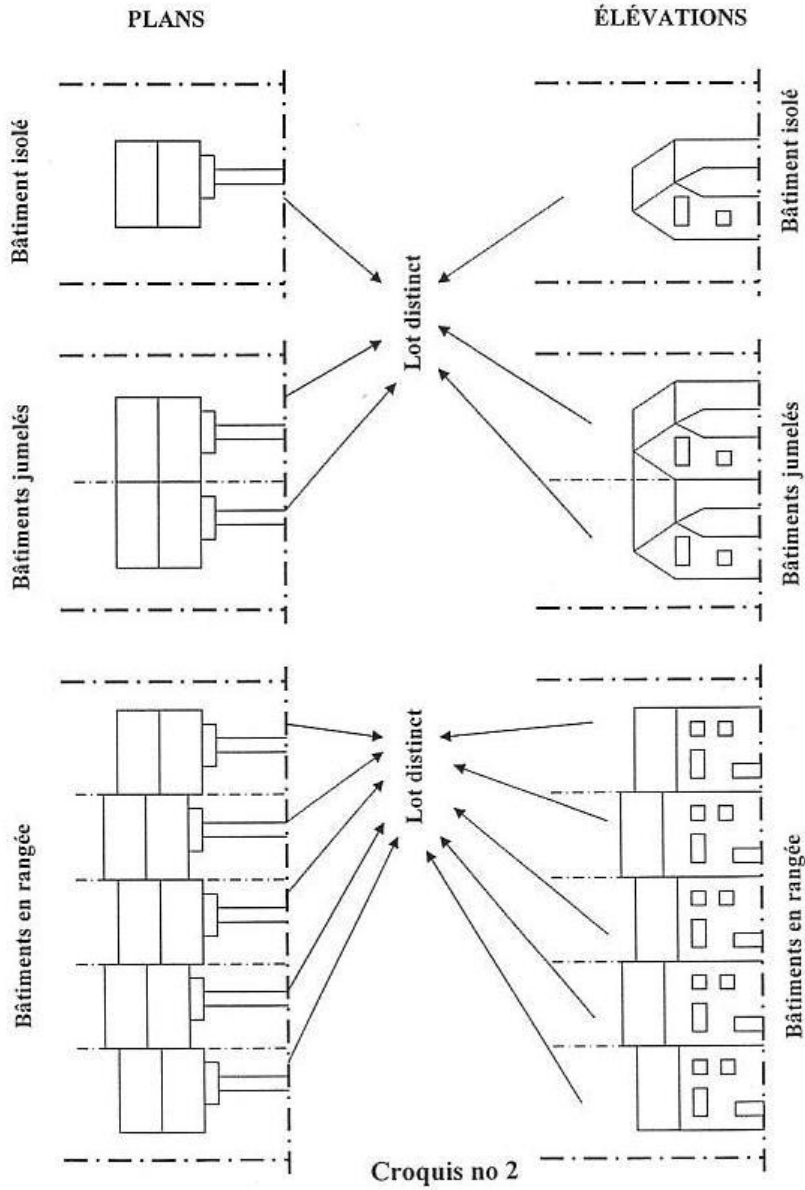 PLANS
ÉLÉVATIONS
Bâtiment isolé
Bâtiment isolé
Lot distinct
Bâtiments jumelés
Bâtiments jumelés
Lot distinct
Bâtiments en rangée
Bâtiments en rangée
Croquis no 2